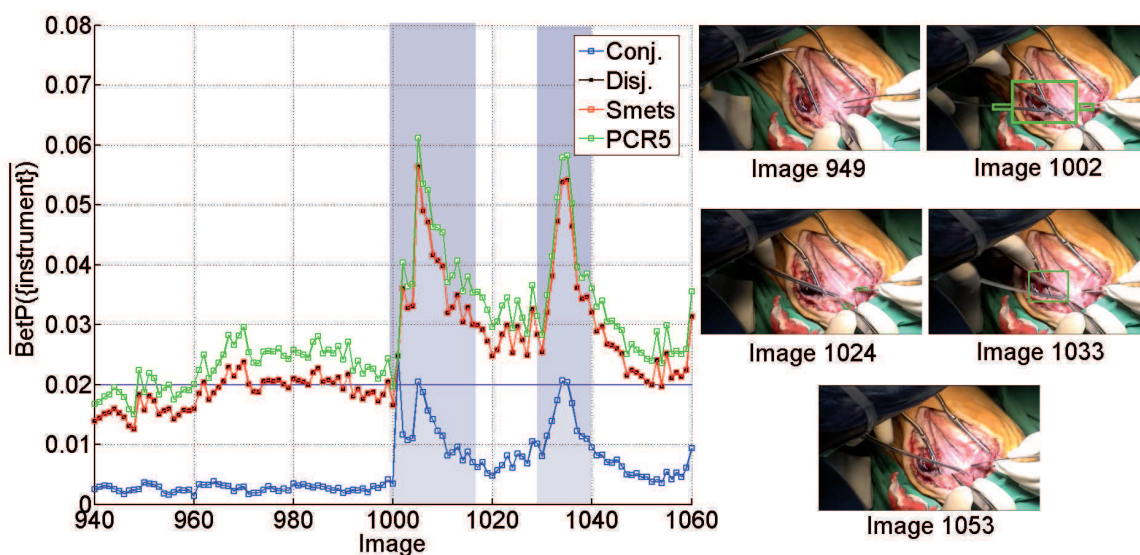 0.08
0.07
0.06
0.05
0.04
0.03
0.02
0.01
0
BetP({instrument})
940
960
980
1000
1020
1040
1060
Image
Conj.
Disj.
Smets
PCR5
Image 949
Image 1002
Image 1024
Image 1033
Image 1053